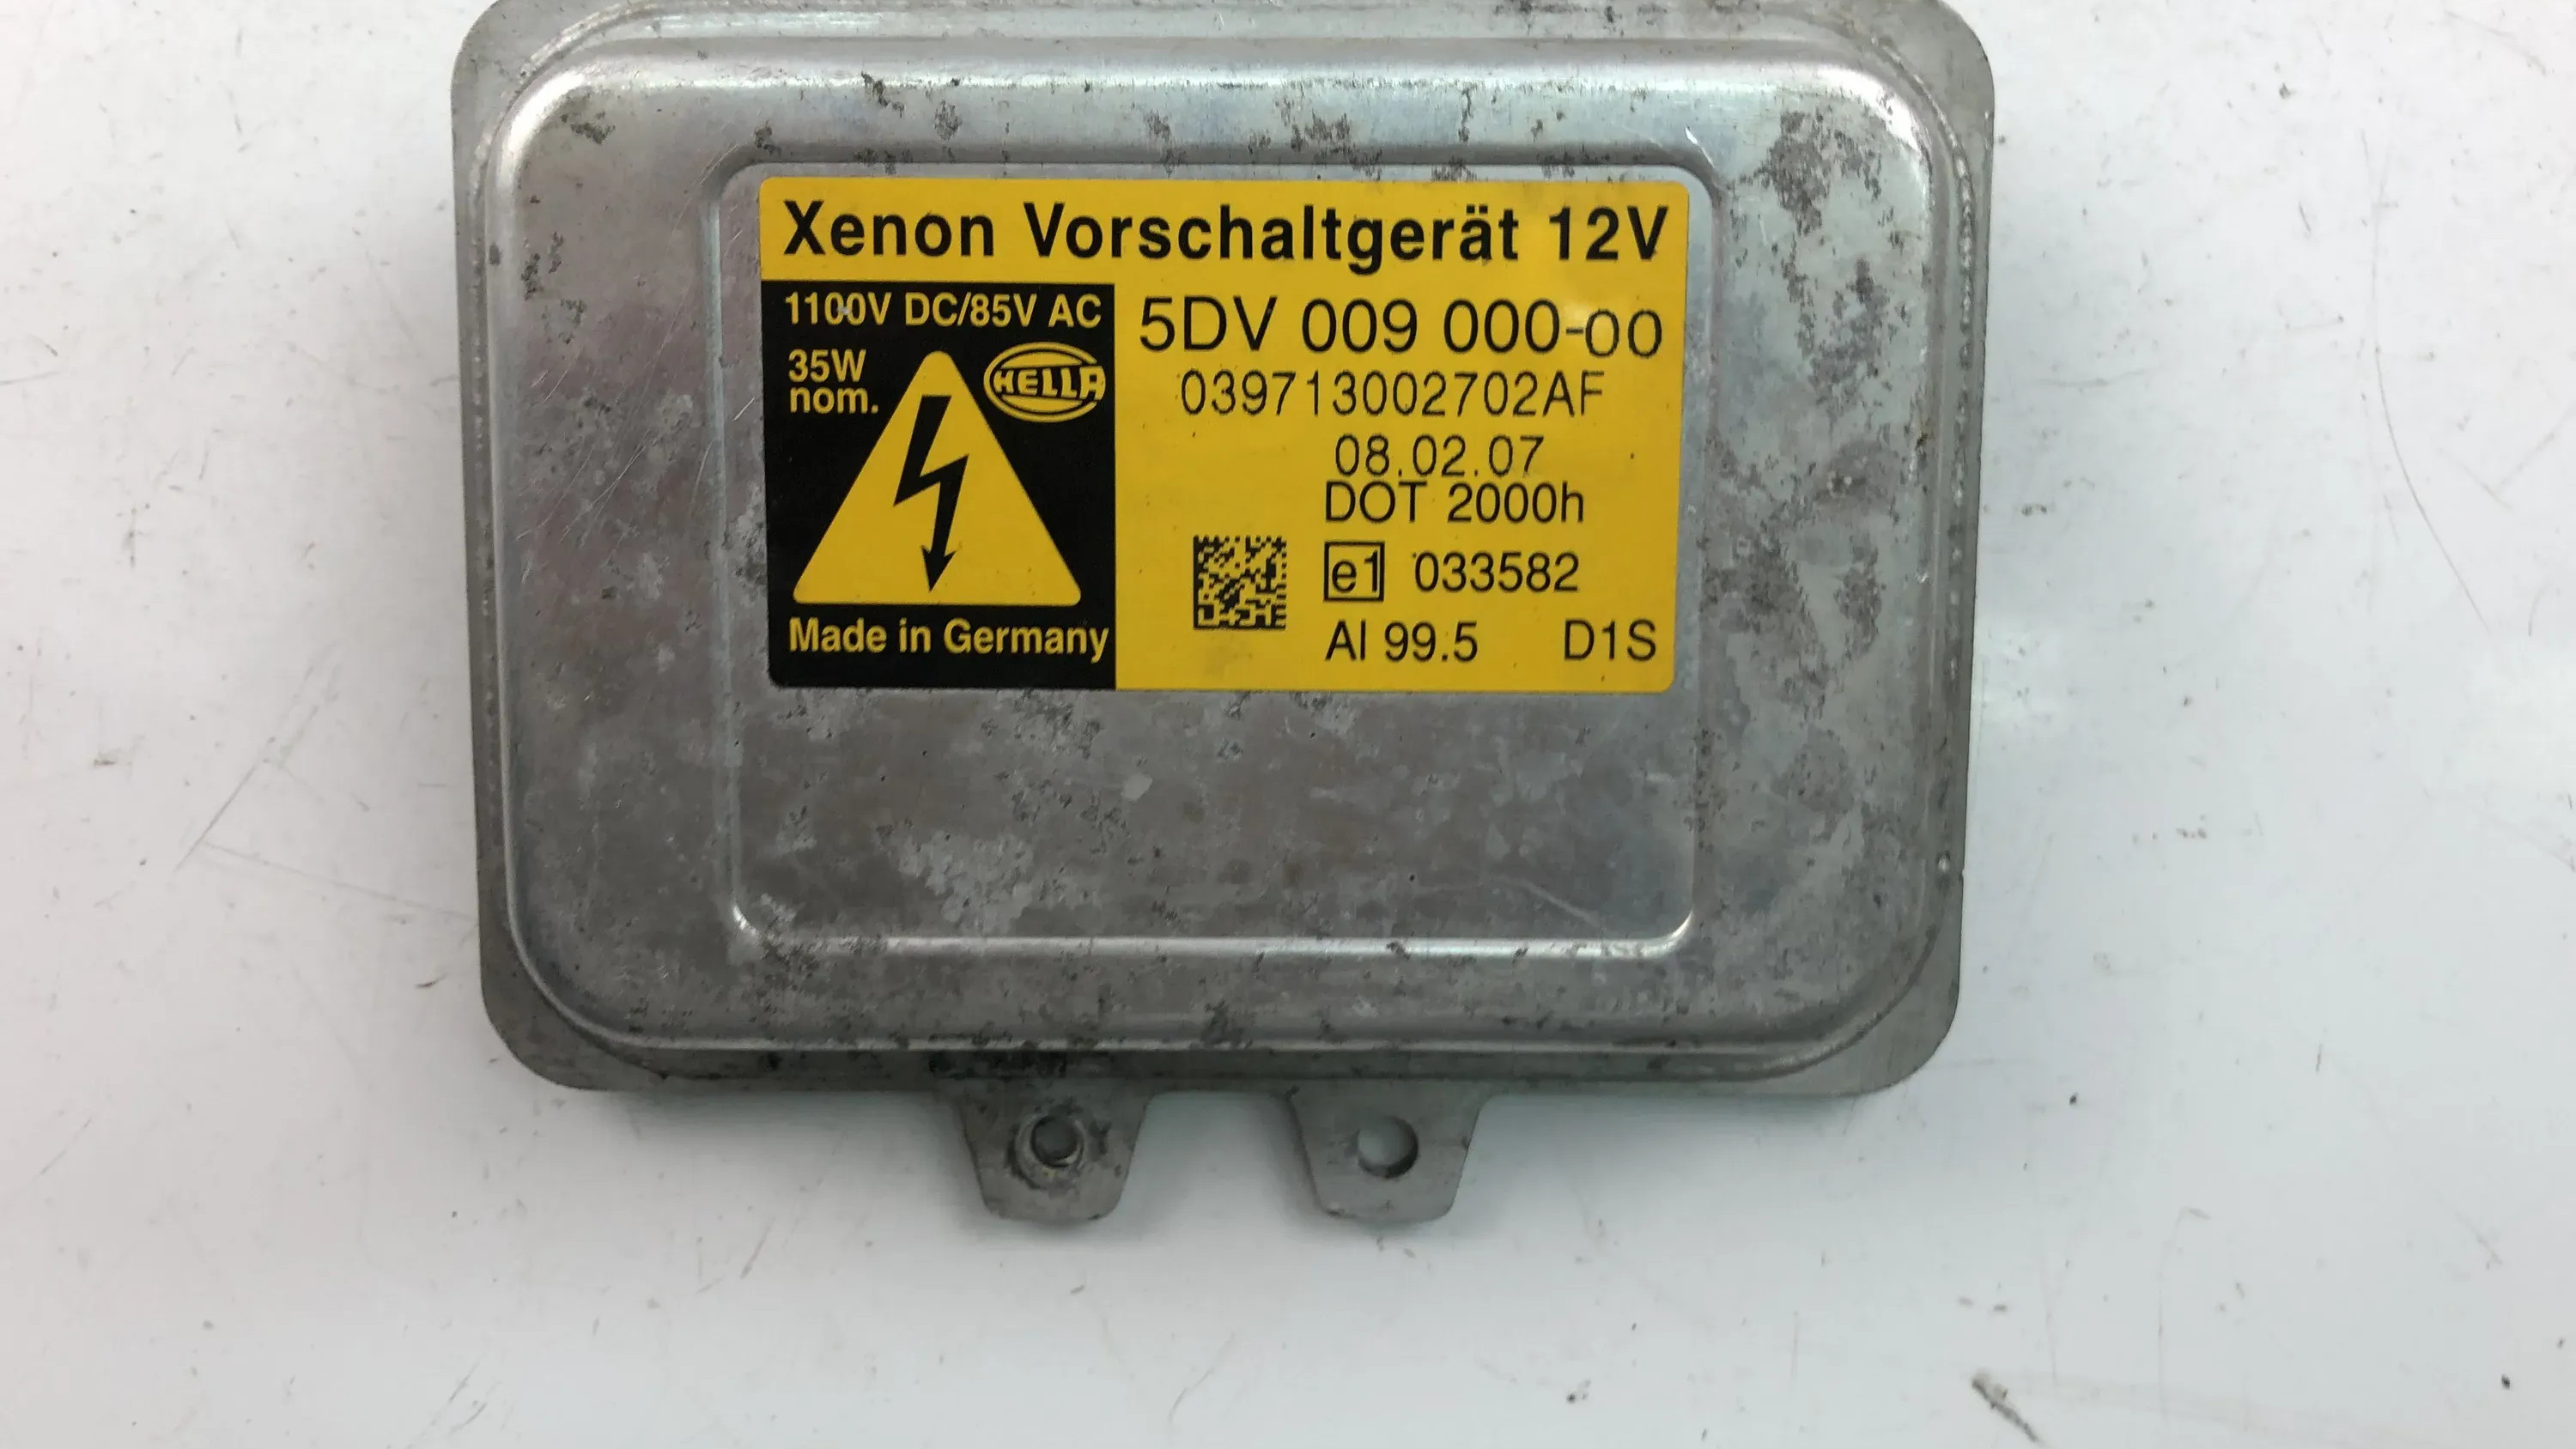 Xenon Vorschaltgerät 12V
1100V DC/85V AC
35W
nom.
HELLA
Made in Germany
5DV 009 000-00
039713002702AF
08.02.07
DOT 2000h
e1 033582
Al 99.5 D1S